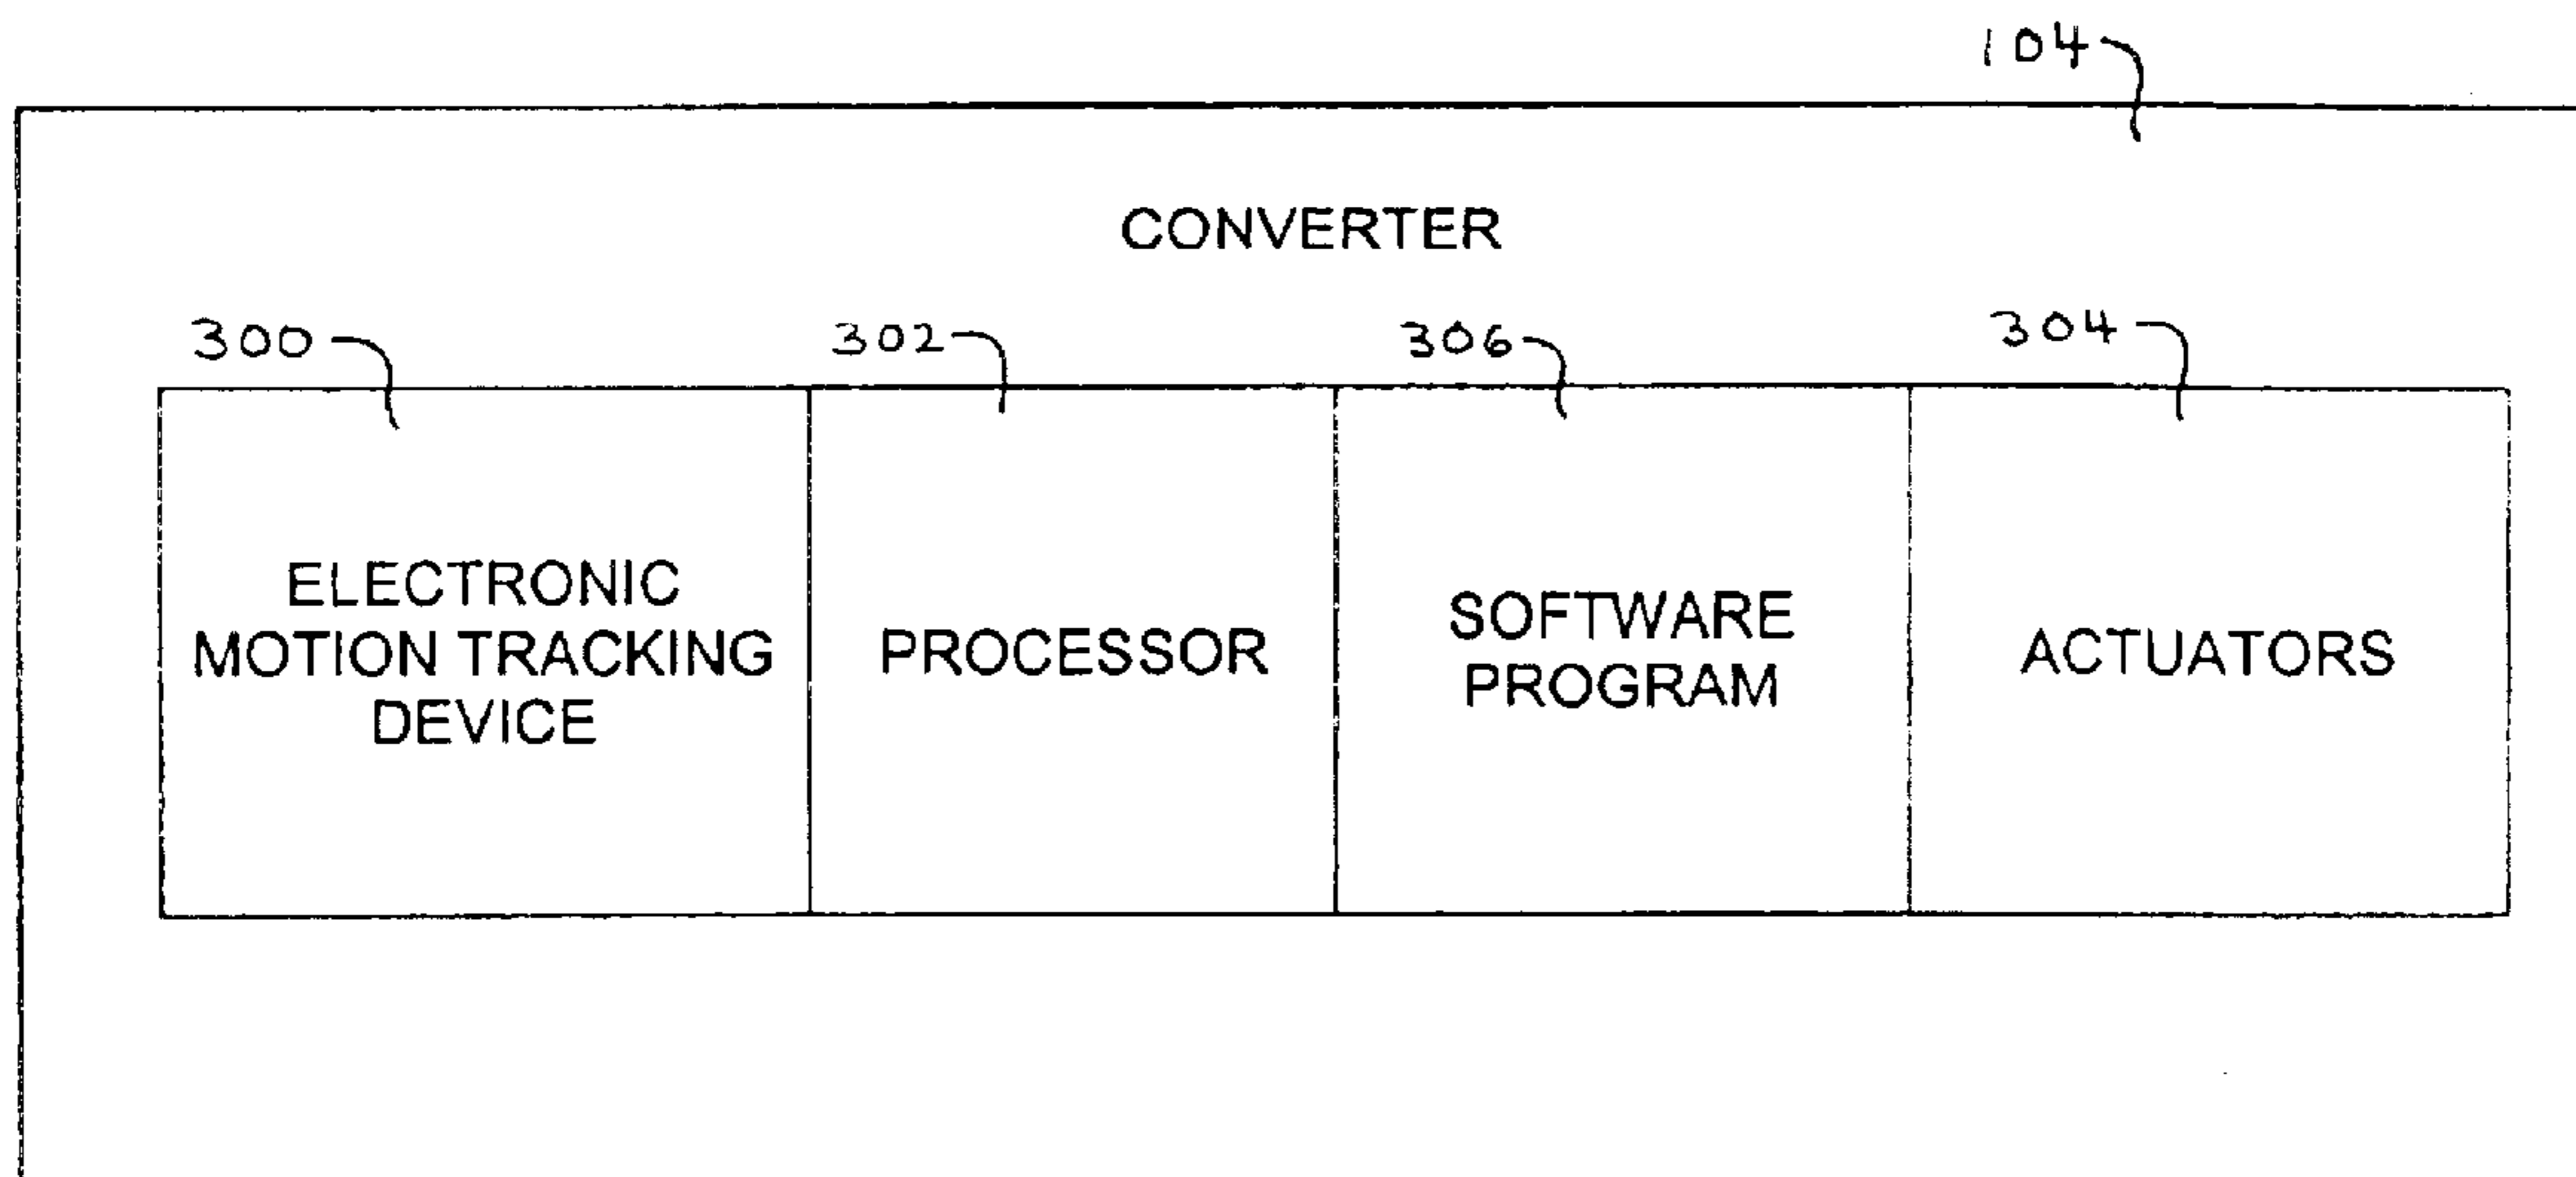 104
CONVERTER
300
302
306
304
ELECTRONIC
MOTION TRACKING
DEVICE
PROCESSOR
SOFTWARE
PROGRAM
ACTUATORS